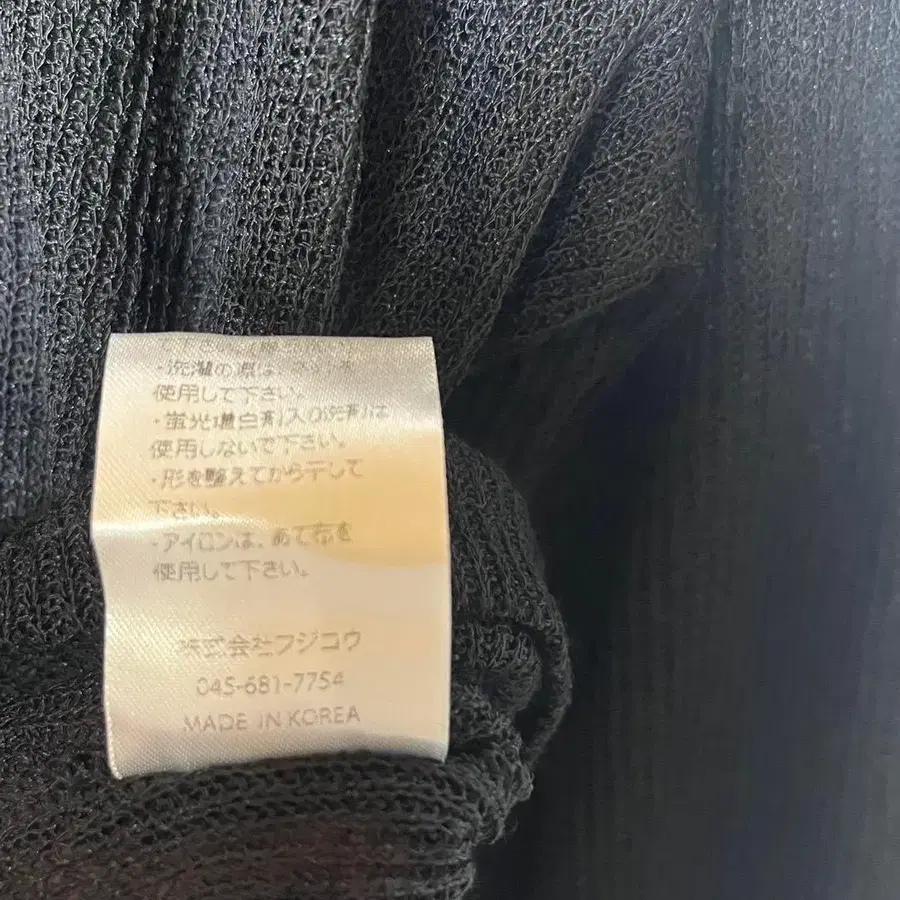 ・洗濯の際は、ネットを
使用して下さい。
・蛍光増白剤入の洗剤は
使用しないで下さい。
・形を整えてから干して
下さい。
・アイロンは、あて布を
使用して下さい。
株式会社フジコウ
045-681-7754
MADE IN KOREA